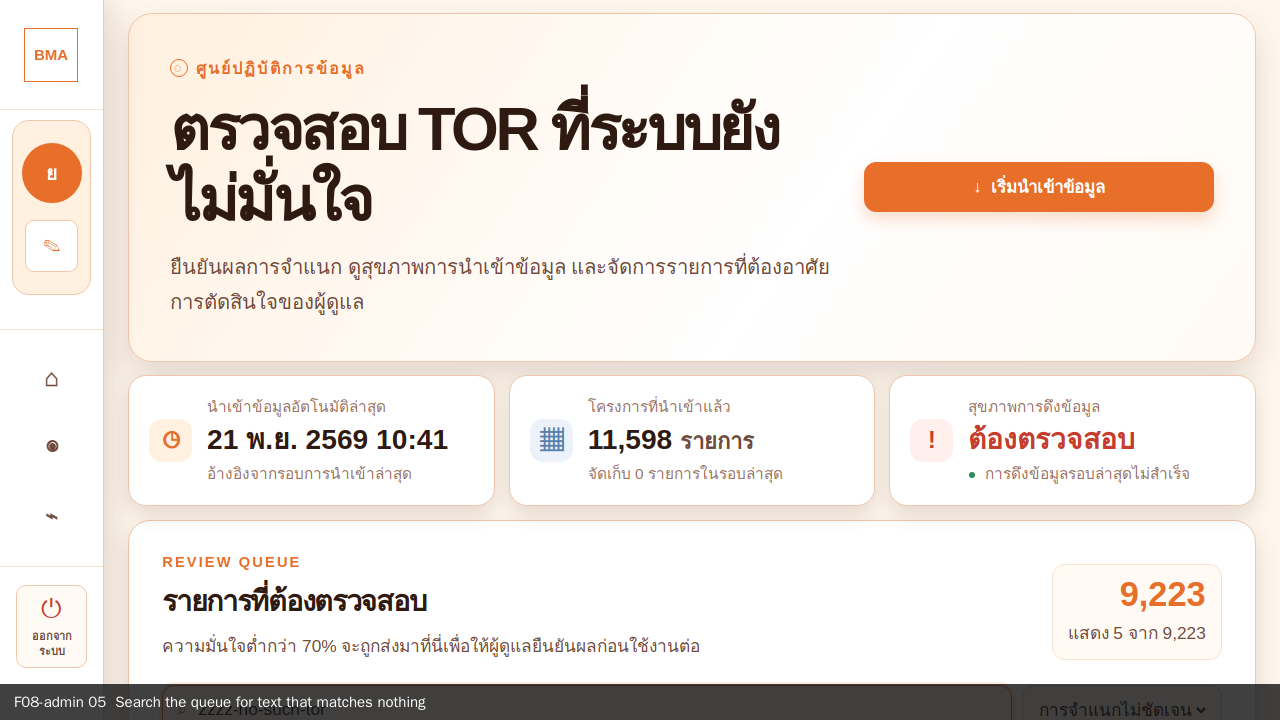 BMA
ย
ออกจาก
ระบบ
ศูนย์ปฏิบัติการข้อมูล
ตรวจสอบ TOR ที่ระบบยัง
ไม่มั่นใจ
ยืนยันผลการจำแนก ดูสุขภาพการนำเข้าข้อมูล และจัดการรายการที่ต้องอาศัย
การตัดสินใจของผู้ดูแล
↓ เริ่มนำเข้าข้อมูล
นำเข้าข้อมูลอัตโนมัติล่าสุด
21 พ.ย. 2569 10:41
อ้างอิงจากรอบการนำเข้าล่าสุด
โครงการที่นำเข้าแล้ว
11,598 รายการ
จัดเก็บ 0 รายการในรอบล่าสุด
!
สุขภาพการดึงข้อมูล
ต้องตรวจสอบ
การดึงข้อมูลรอบล่าสุดไม่สำเร็จ
REVIEW QUEUE
รายการที่ต้องตรวจสอบ
ความมั่นใจต่ำกว่า 70% จะถูกส่งมาที่นี่เพื่อให้ผู้ดูแลยืนยันผลก่อนใช้งานต่อ
9,223
แสดง 5 จาก 9,223
zzzz-no-such-tor
การจำแนกไม่ชัดเจน
F08-admin 05 Search the queue for text that matches nothing